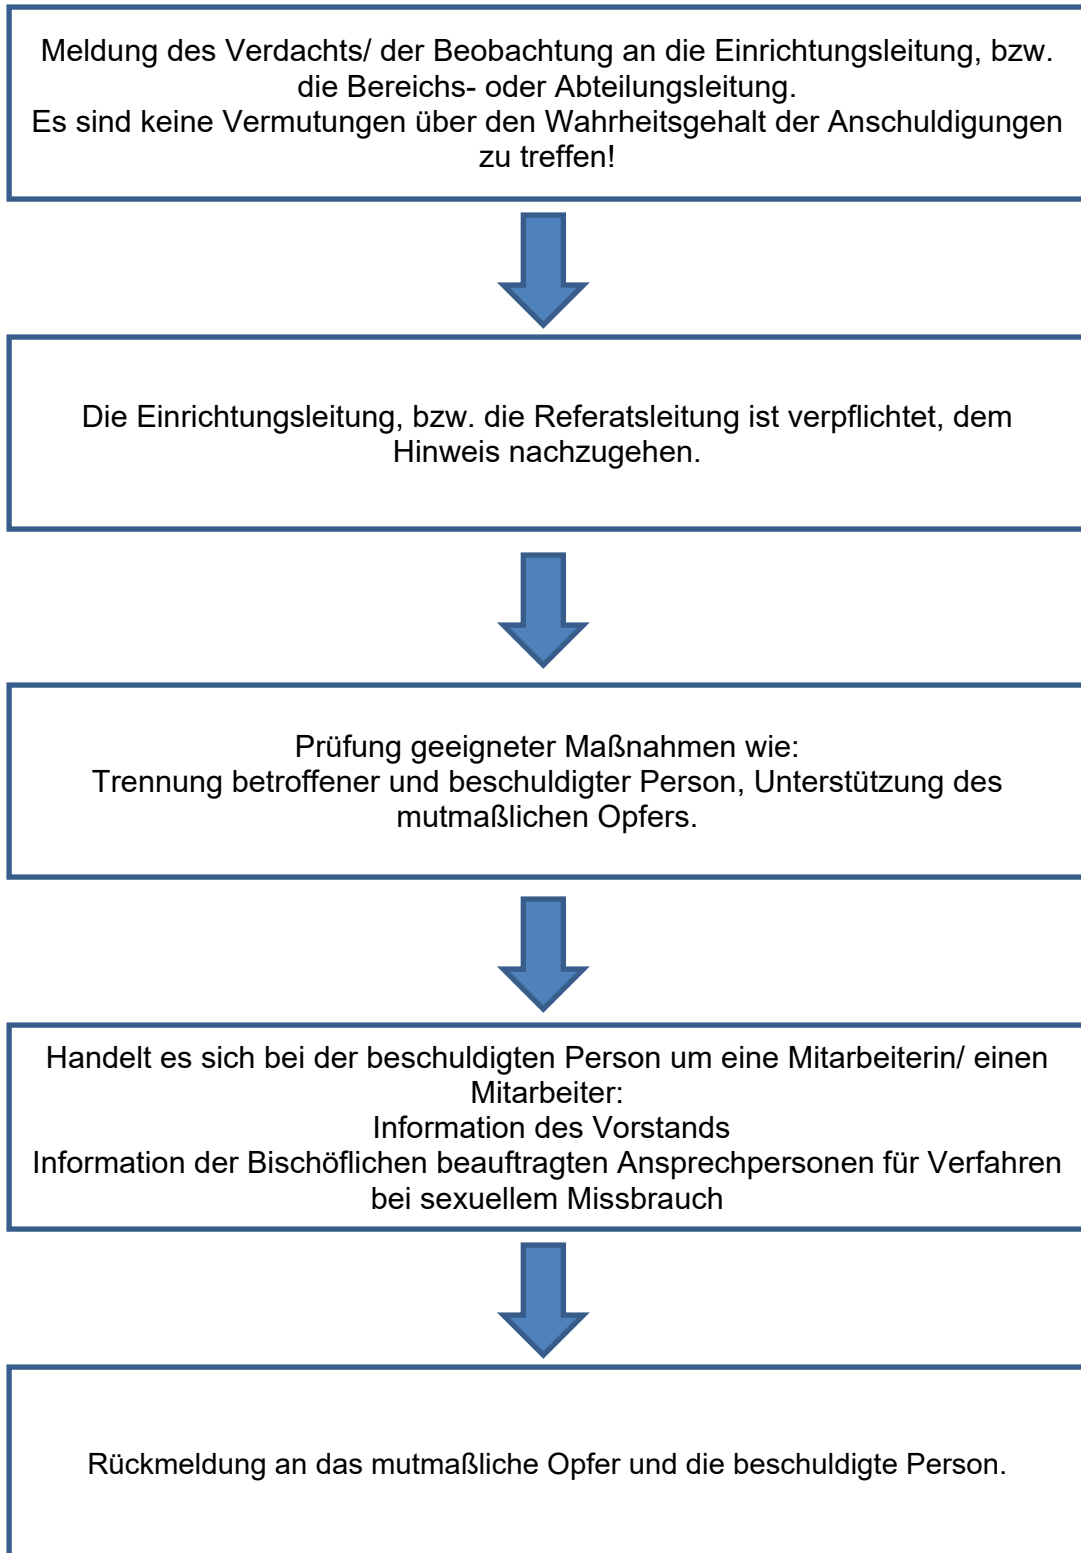 Meldung des Verdachts/ der Beobachtung an die Einrichtungsleitung, bzw.
die Bereichs- oder Abteilungsleitung.
Es sind keine Vermutungen über den Wahrheitsgehalt der Anschuldigungen
zu treffen!
Die Einrichtungsleitung, bzw. die Referatsleitung ist verpflichtet, dem
Hinweis nachzugehen.
Prüfung geeigneter Maßnahmen wie:
Trennung betroffener und beschuldigter Person, Unterstützung des
mutmaßlichen Opfers.
Handelt es sich bei der beschuldigten Person um eine Mitarbeiterin/ einen
Mitarbeiter:
Information des Vorstands
Information der Bischöflichen beauftragten Ansprechpersonen für Verfahren
bei sexuellem Missbrauch
Rückmeldung an das mutmaßliche Opfer und die beschuldigte Person.